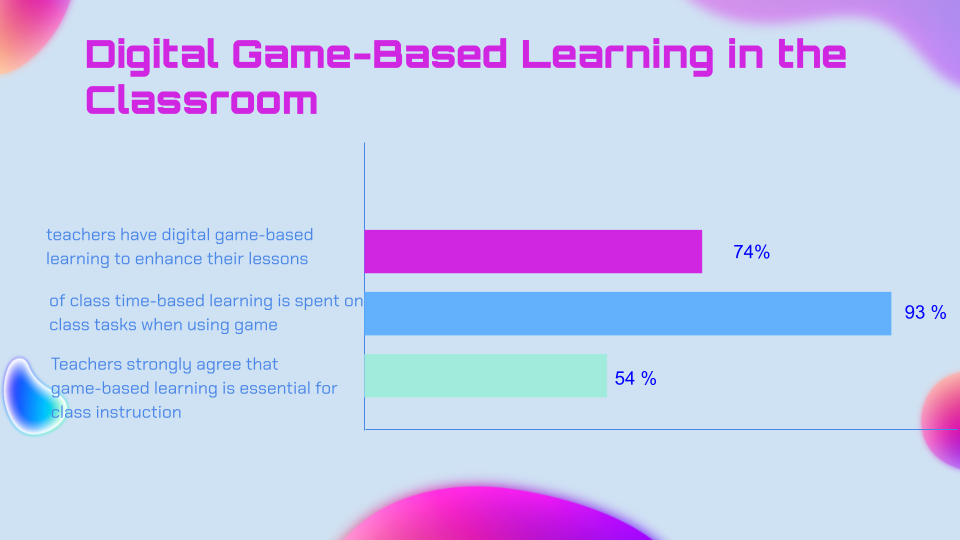 Digital Game-Based Learning in the
Classroom
teachers have digital game-based
learning to enhance their lessons
74%
of class time-based learning is spent on
class tasks when using game
93 %
Teachers strongly agree that
game-based learning is essential for
class instruction
54 %